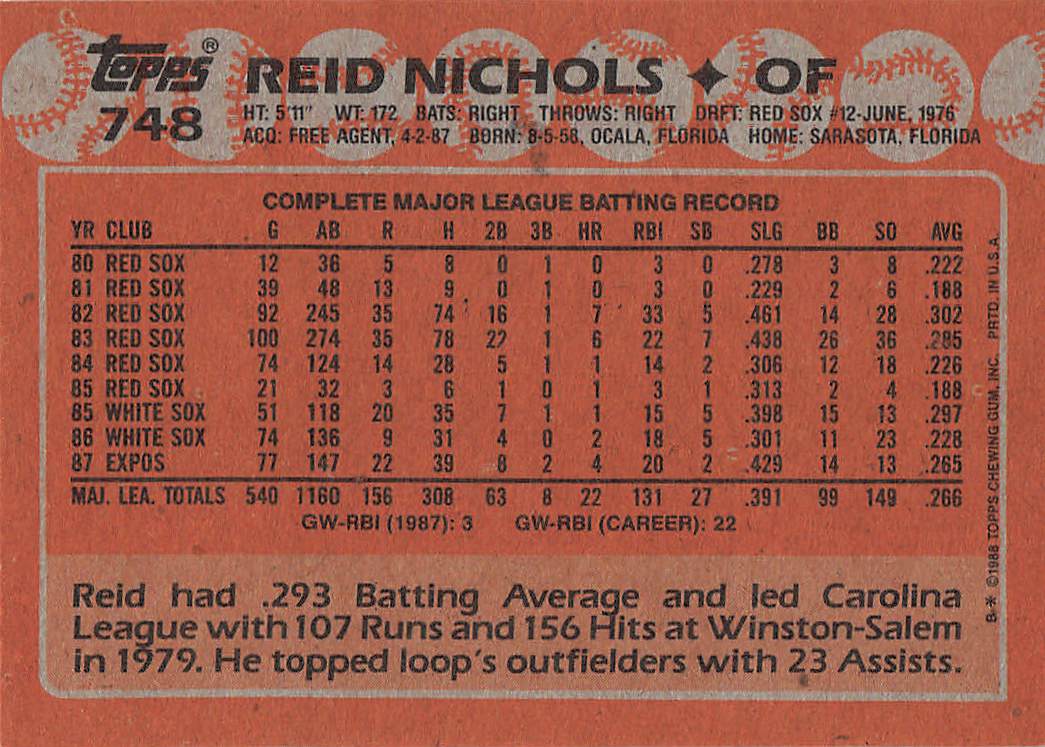 topps® REID NICHOLS ✦ OF
748 HT: 5'11" WT: 172 BATS: RIGHT THROWS: RIGHT DRFT: RED SOX #12-JUNE, 1976
ACQ: FREE AGENT, 4-2-87 BORN: 8-5-58, OCALA, FLORIDA HOME: SARASOTA, FLORIDA
COMPLETE MAJOR LEAGUE BATTING RECORD
YR CLUB G AB R H 2B 3B HR RBI SB SLG BB SO AVG
80 RED SOX 12 36 5 8 0 1 0 3 0 .278 3 8 .222
81 RED SOX 39 48 13 9 0 1 0 3 0 .229 2 6 .188
82 RED SOX 92 245 35 74 16 1 7 33 5 .461 14 28 .302
83 RED SOX 100 274 35 78 22 1 6 22 7 .438 26 36 .285
84 RED SOX 74 124 14 28 5 1 1 14 2 .306 12 18 .226
85 RED SOX 21 32 3 6 1 0 1 3 1 .313 2 4 .188
85 WHITE SOX 51 118 20 35 7 1 1 15 5 .398 15 13 .297
86 WHITE SOX 74 136 9 31 4 0 2 18 5 .301 11 23 .228
87 EXPOS 77 147 22 39 8 2 4 20 2 .429 14 13 .265
MAJ. LEA. TOTALS 540 1160 156 308 63 8 22 131 27 .391 99 149 .266
GW-RBI (1987): 3 GW-RBI (CAREER): 22
Reid had .293 Batting Average and led Carolina
League with 107 Runs and 156 Hits at Winston-Salem
in 1979. He topped loop's outfielders with 23 Assists.
B* ©1988 TOPPS CHEWING GUM, INC. PRTD. IN U.S.A.